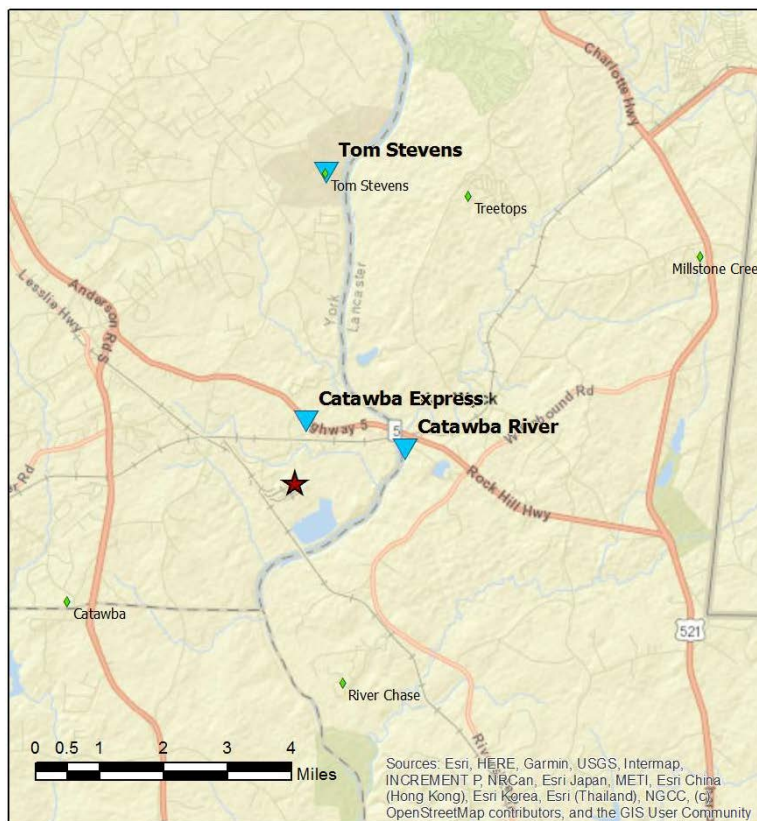 Charlotte Hwy
Tom Stevens
Tom Stevens
Treetops
Millstone Cree
York
Lancaster
Anderson Rd S
Lesslie Hwy
Catawba Express
ghway 5
5
Catawba River
Rock Hill Hwy
Catawba
521
River Chase
0 0.5 1 2 3 4
Miles
Sources: Esri, HERE, Garmin, USGS, Intermap,
INCREMENT P, NRCan, Esri Japan, METI, Esri China
(Hong Kong), Esri Korea, Esri (Thailand), NGCC, (c)
OpenStreetMap contributors, and the GIS User Community